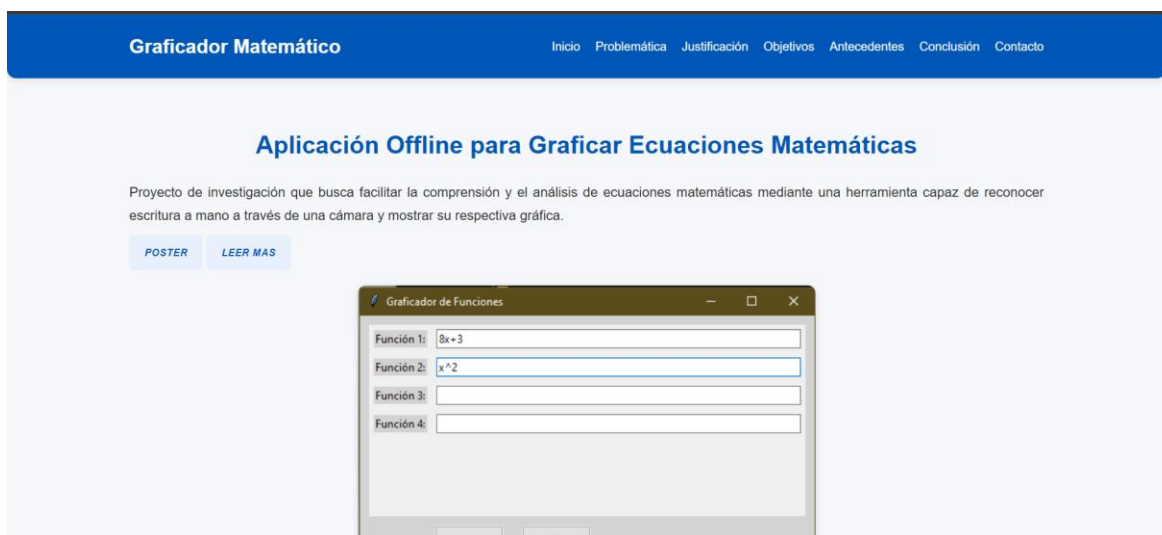 Graficador Matemático
Inicio Problemática Justificación Objetivos Antecedentes Conclusión Contacto
Aplicación Offline para Graficar Ecuaciones Matemáticas
Proyecto de investigación que busca facilitar la comprensión y el análisis de ecuaciones matemáticas mediante una herramienta capaz de reconocer
escritura a mano a través de una cámara y mostrar su respectiva gráfica.
POSTER LEER MAS
Graficador de Funciones
Función 1: 8x+3
Función 2: x^2
Función 3:
Función 4: